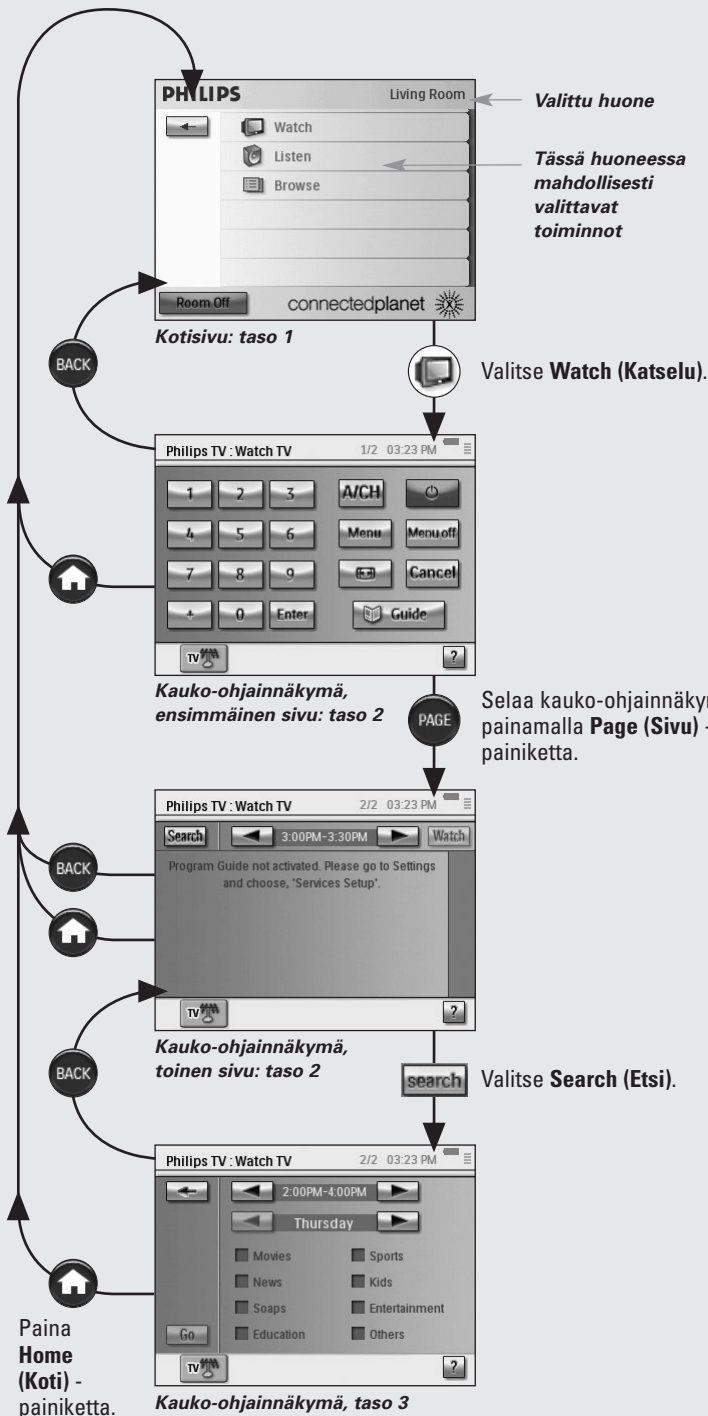 PHILIPS
Living Room
Valittu huone
Watch
Listen
Browse
Tässä huoneessa
mahdollisesti
valittavat
toiminnot
Room Off
connectedplanet
Kotisivu: taso 1
BACK
Valitse Watch (Katselu).
Philips TV : Watch TV 1/2 03:23 PM
1 2 3 A/CH
4 5 6 Menu Menu off
7 8 9 Cancel
+ 0 Enter Guide
TV ?
Kauko-ohjainnäkymä,
ensimmäinen sivu: taso 2
PAGE
Selaa kauko-ohjainnäky
painamalla Page (Sivu) -
painiketta.
Philips TV : Watch TV 2/2 03:23 PM
Search 3:00PM-3:30PM Watch
Program Guide not activated. Please go to Settings
and choose, "Services Setup".
BACK
TV ?
Kauko-ohjainnäkymä,
toinen sivu: taso 2
BACK
search
Valitse Search (Etsi).
Philips TV : Watch TV 2/2 03:23 PM
2:00PM-4:00PM
Thursday
Movies Sports
News Kids
Soaps Entertainment
Go Education Others
TV ?
Paina
Home
(Koti) -
painiketta.
Kauko-ohjainnäkymä, taso 3